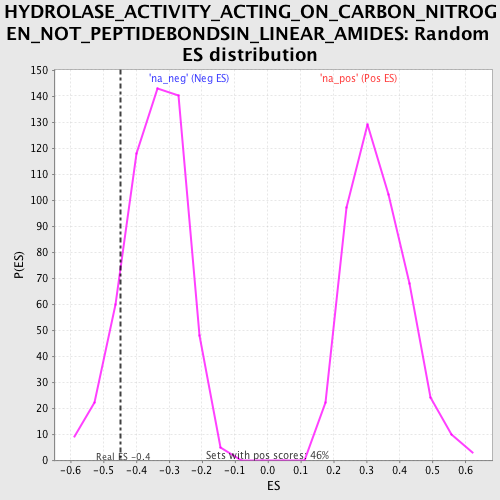 HYDROLASE_ACTIVITY_ACTING_ON_CARBON_NITROG
EN_NOT_PEPTIDEBONDSIN_LINEAR_AMIDES: Random
ES distribution
'na_neg' (Neg ES) 'na_pos' (Pos ES)
150
140
130
120
110
100
90
80
70
60
50
40
30
20
10
0
P(ES)
Real ES -0.4 Sets with pos scores: 46%
-0.6 -0.5 -0.4 -0.3 -0.2 -0.1 0.0 0.1 0.2 0.3 0.4 0.5 0.6
ES